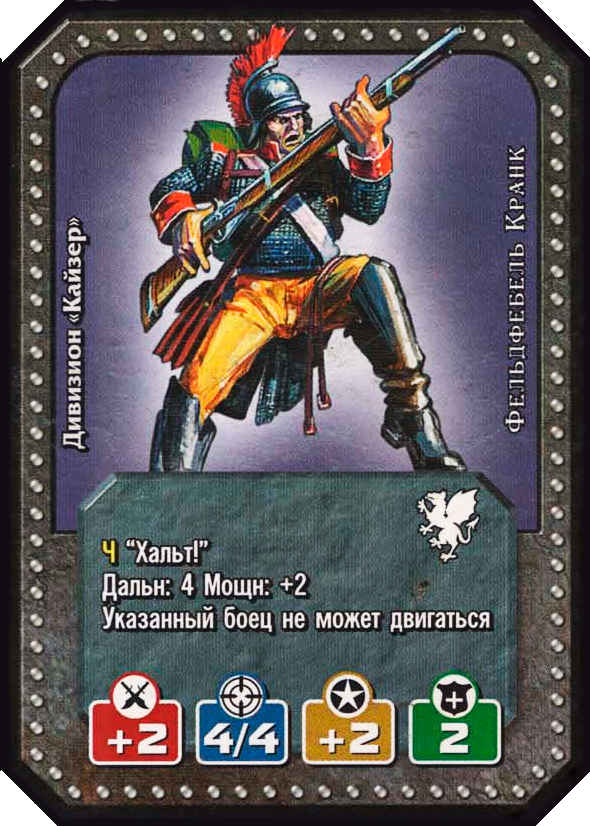 Дивизион «Кайзер»
Фельдфебель Кранк
Ч “Хальт!”
Дальн: 4 Мощн: +2
Указанный боец не может двигаться
+2
4/4
+2
2